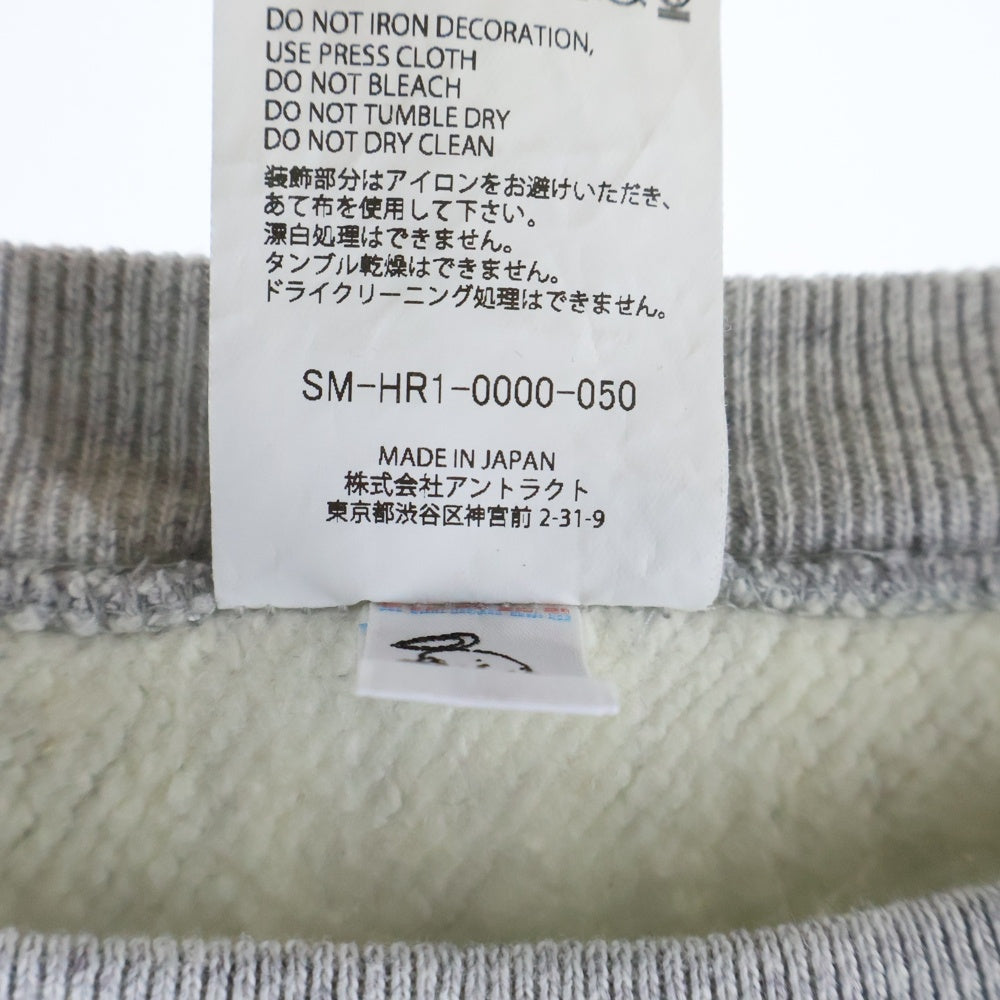 DO NOT IRON DECORATION,
USE PRESS CLOTH
DO NOT BLEACH
DO NOT TUMBLE DRY
DO NOT DRY CLEAN
装飾部分はアイロンをお避けいただき、
あて布を使用して下さい。
漂白処理はできません。
タンブル乾燥はできません。
ドライクリーニング処理はできません。
SM-HR1-0000-050
MADE IN JAPAN
株式会社アントラクト
東京都渋谷区神宮前 2-31-9